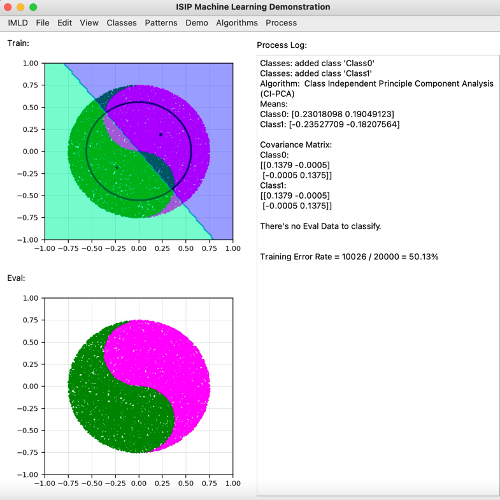 ISIP Machine Learning Demonstration
IMLD File Edit View Classes Patterns Demo Algorithms Process
Train:
1.00
0.75
0.50
0.25
0.00
−0.25
−0.50
−0.75
−1.00
−1.00 −0.75 −0.50 −0.25 0.00 0.25 0.50 0.75 1.00
Eval:
1.00
0.75
0.50
0.25
0.00
−0.25
−0.50
−0.75
−1.00
−1.00 −0.75 −0.50 −0.25 0.00 0.25 0.50 0.75 1.00
Process Log:
Classes: added class 'Class0'
Classes: added class 'Class1'
Algorithm: Class Independent Principle Component Analysis
(CI-PCA)
Means:
Class0: [0.23018098 0.19049123]
Class1: [-0.23527709 -0.18207564]
Covariance Matrix:
Class0:
[[0.1379 -0.0005]
[-0.0005 0.1375]]
Class1:
[[0.1379 -0.0005]
[-0.0005 0.1375]]
There's no Eval Data to classify.
Training Error Rate = 10026 / 20000 = 50.13%